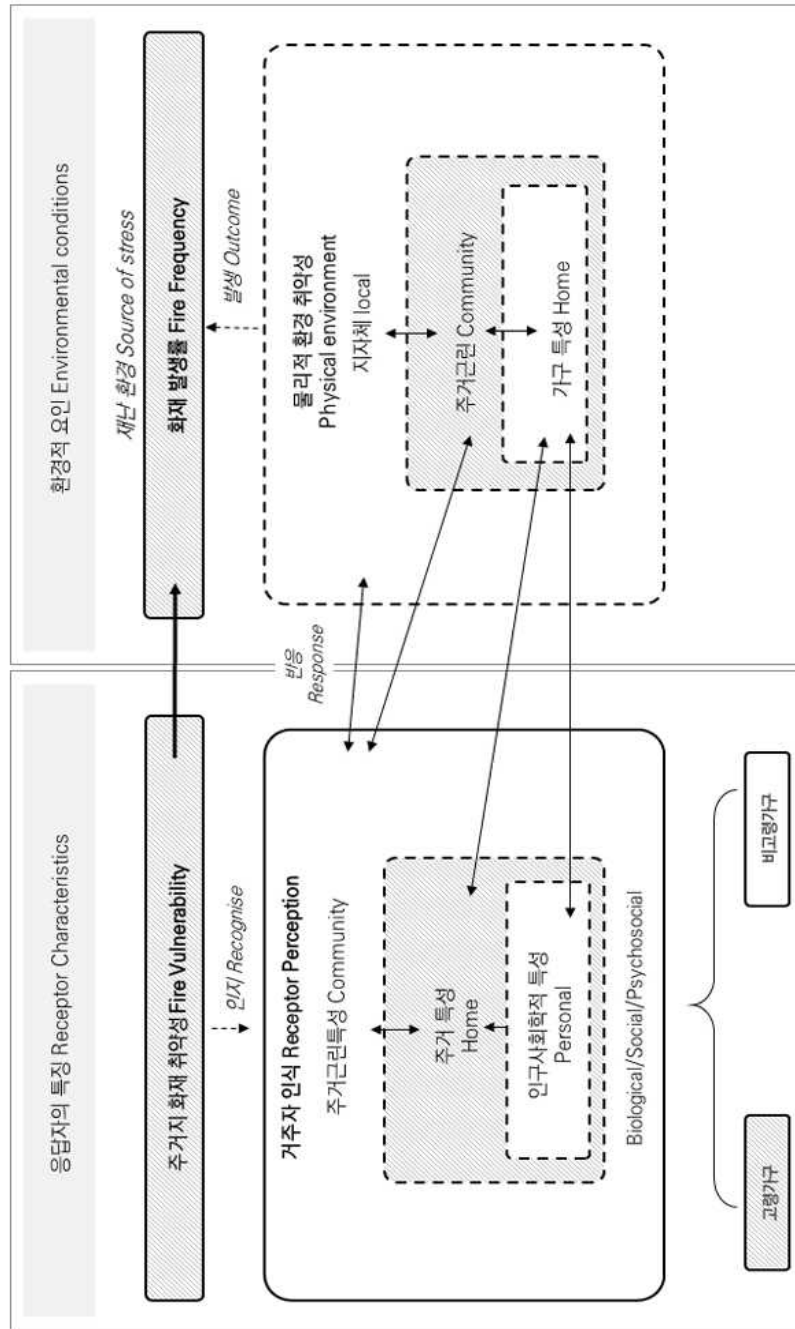 응답자의 특징 Receptor Characteristics
주거지 화재 취약성 Fire Vulnerability
인지 Recognise
거주자 인식 Receptor Perception
주거근린특성 Community
주거 특성
Home
인구사회학적 특성
Personal
Biological/Social/Psychosocial
고령가구
비고령가구
반응
Response
환경적 요인 Environmental conditions
재난 환경 Source of stress
화재 발생률 Fire Frequency
발생 Outcome
물리적 환경 취약성
Physical environment
지자체 local
주거근린 Community
가구 특성 Home